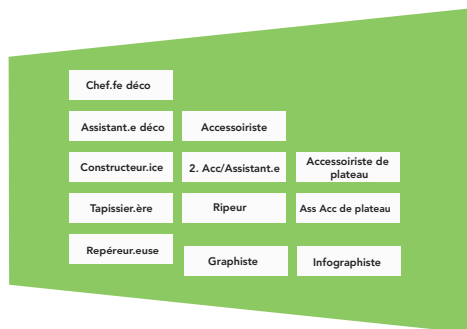 Chef.fe déco
Assistant.e déco Accessoiriste
Constructeur.ice 2. Acc/Assistant.e Accessoiriste de
plateau
Tapissier.ère Ripeur Ass Acc de plateau
Repéreur.euse
Graphiste Infographiste